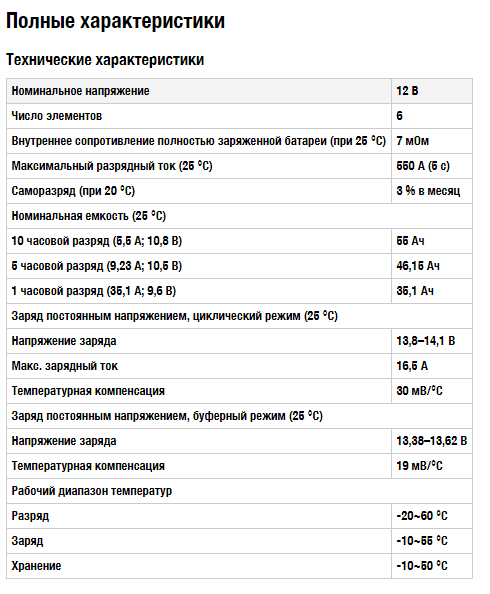 Полные характеристики
Технические характеристики
Номинальное напряжение 12 В
Число элементов 6
Внутреннее сопротивление полностью заряженной батареи (при 25 °C) 7 мОм
Максимальный разрядный ток (25 °C) 550 А (5 с)
Саморазряд (при 20 °C) 3 % в месяц
Номинальная емкость (25 °C)
10 часовой разряд (5,5 А; 10,8 В) 55 Ач
5 часовой разряд (9,23 А; 10,5 В) 46,15 Ач
1 часовой разряд (35,1 А; 9,6 В) 35,1 Ач
Заряд постоянным напряжением, циклический режим (25 °C)
Напряжение заряда 13,8–14,1 В
Макс. зарядный ток 16,5 А
Температурная компенсация 30 мВ/°C
Заряд постоянным напряжением, буферный режим (25 °C)
Напряжение заряда 13,38–13,62 В
Температурная компенсация 19 мВ/°C
Рабочий диапазон температур
Разряд -20~60 °C
Заряд -10~55 °C
Хранение -10~50 °C